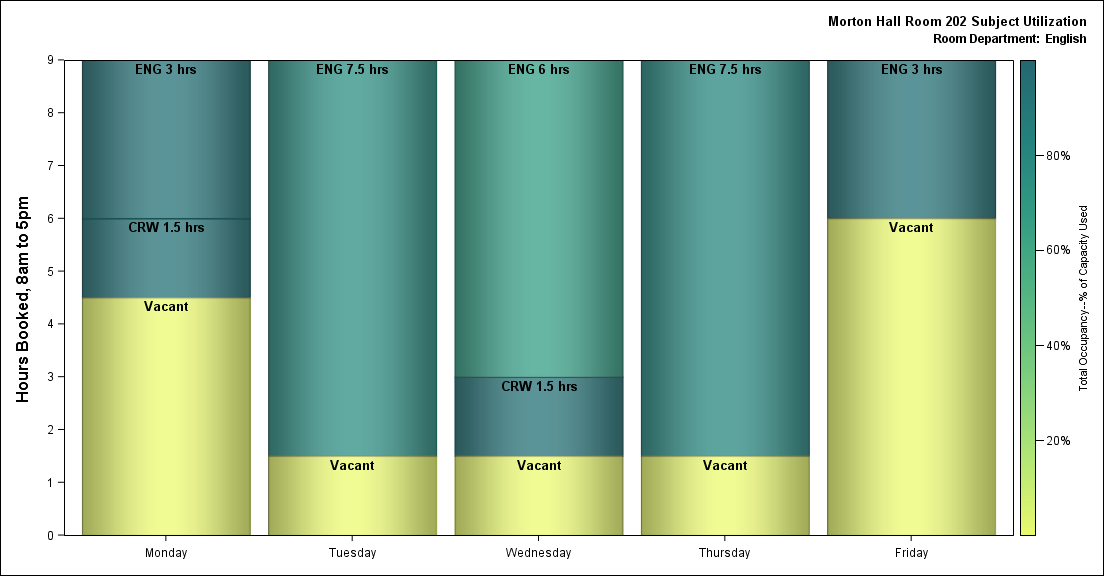 Morton Hall Room 202 Subject Utilization
Room Department: English
Hours Booked, 8am to 5pm
9
8
7
6
5
4
3
2
1
0
ENG 3 hrs
CRW 1.5 hrs
Vacant
ENG 7.5 hrs
Vacant
ENG 6 hrs
CRW 1.5 hrs
Vacant
ENG 7.5 hrs
Vacant
ENG 3 hrs
Vacant
Monday
Tuesday
Wednesday
Thursday
Friday
80%
60%
40%
20%
Total Occupancy--% of Capacity Used